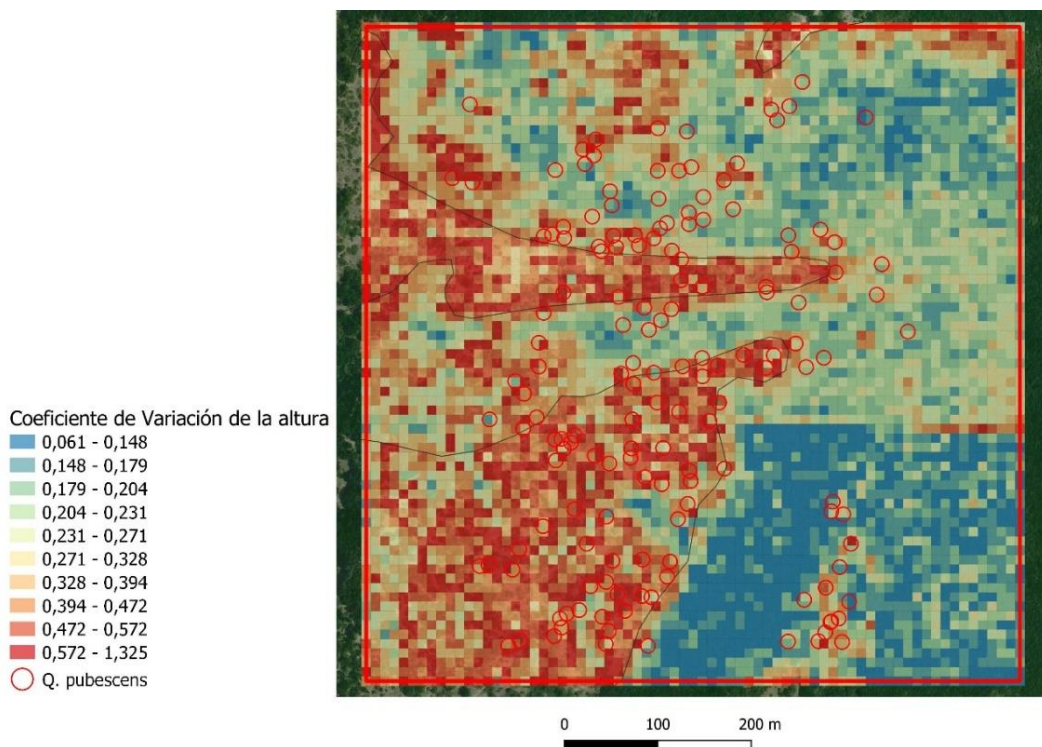 Coeficiente de Variación de la altura
0,061 - 0,148
0,148 - 0,179
0,179 - 0,204
0,204 - 0,231
0,231 - 0,271
0,271 - 0,328
0,328 - 0,394
0,394 - 0,472
0,472 - 0,572
0,572 - 1,325
Q. pubescens
0 100 200 m